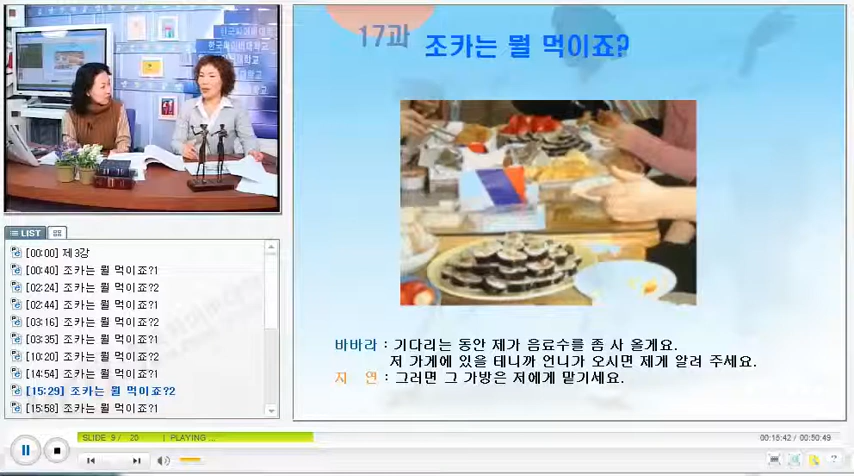 17과 조카는 뭘 먹이죠?
LIST
[00:00] 제 3강
[00:40] 조카는 뭘 먹이죠?1
[02:24] 조카는 뭘 먹이죠?2
[02:44] 조카는 뭘 먹이죠?1
[03:16] 조카는 뭘 먹이죠?2
[03:35] 조카는 뭘 먹이죠?1
[10:20] 조카는 뭘 먹이죠?2
[14:54] 조카는 뭘 먹이죠?1
[15:29] 조카는 뭘 먹이죠?2
[15:58] 조카는 뭘 먹이죠?1
바바라 : 기다리는 동안 제가 음료수를 좀 사 올게요.
저 가게에 있을 테니까 언니가 오시면 제게 알려 주세요.
지 연 : 그러면 그 가방은 저에게 맡기세요.
SLIDE 9 / 20 | PLAYING ...
00:15:42 / 00:50:49